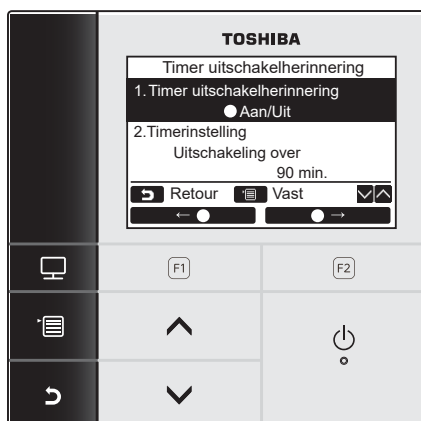 TOSHIBA
Timer uitschakelherinnering
1.Timer uitschakelherinnering
Aan/Uit
2.Timerinstelling
Uitschakeling over
90 min.
Retour Vast
← ● ● →
F1 F2